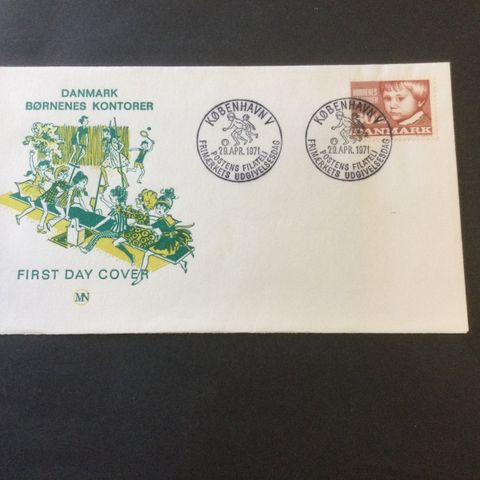 DANMARK
BØRNENES KONTORER
FIRST DAY COVER
MN
KØBENHAVN V
29.APR. 1971
POSTENS FILATELI
FRIMÆRKETS UDGIVELSESDAG
KØBENHAVN V
29.APR. 1971
POSTENS FILATELI
FRIMÆRKETS UDGIVELSESDAG
BØRNENES
DANMARK